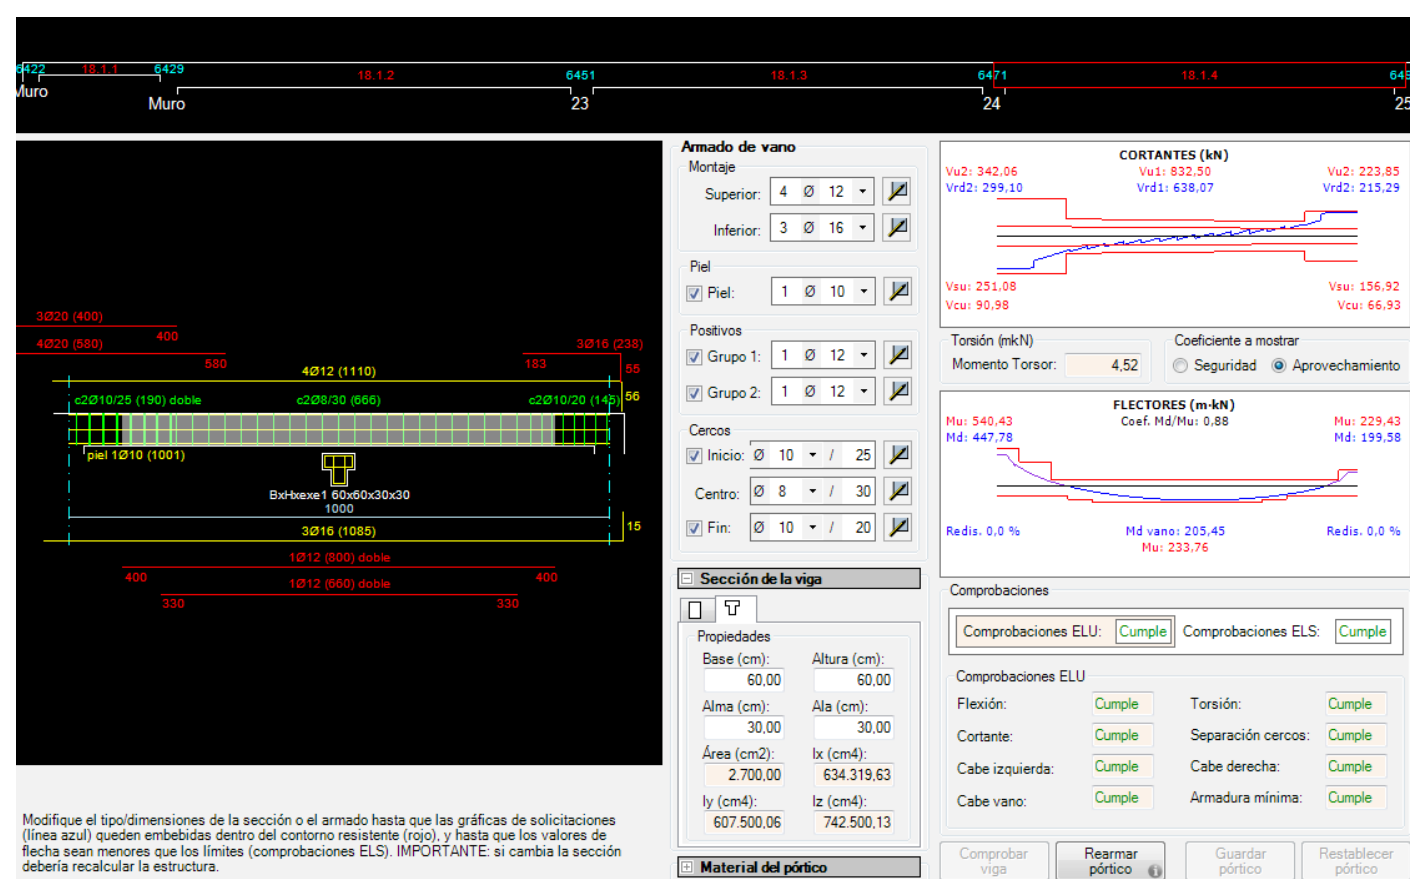 6422 18.1.1 6429 18.1.2 6451 18.1.3 6471 18.1.4
Muro Muro 23 24 25
3Ø20 (400)
400
4Ø20 (580) 3Ø16 (238)
580 183 55
4Ø12 (1110)
c2Ø10/25 (190) doble c2Ø8/30 (666) c2Ø10/20 (145) 56
piel 1Ø10 (1001)
BxHxexe1 60x60x30x30
1000
3Ø16 (1085) 15
1Ø12 (800) doble
400 400
1Ø12 (660) doble
330 330
Modifique el tipo/dimensiones de la sección o el armado hasta que las gráficas de solicitaciones
(línea azul) queden embebidas dentro del contorno resistente (rojo), y hasta que los valores de
flecha sean menores que los límites (comprobaciones ELS). IMPORTANTE: si cambia la sección
debería recalcular la estructura.
Armado de vano
Montaje
Superior: 4 Ø 12
Inferior: 3 Ø 16
Piel
Piel: 1 Ø 10
Positivos
Grupo 1: 1 Ø 12
Grupo 2: 1 Ø 12
Cercos
Inicio: Ø 10 / 25
Centro: Ø 8 / 30
Fin: Ø 10 / 20
Sección de la viga
Propiedades
Base (cm): Altura (cm):
60,00 60,00
Alma (cm): Ala (cm):
30,00 30,00
Área (cm2): Ix (cm4):
2.700,00 634.319,63
Iy (cm4): Iz (cm4):
607.500,06 742.500,13
Material del pórtico
CORTANTES (kN)
Vu2: 342,06 Vu1: 832,50 Vu2: 223,85
Vrd2: 299,10 Vrd1: 638,07 Vrd2: 215,29
Vsu: 251,08 Vsu: 156,92
Vcu: 90,98 Vcu: 66,93
Torsión (mkN) Coeficiente a mostrar
Momento Torsor: 4,52 Seguridad Aprovechamiento
FLECTORES (m·kN)
Mu: 540,43 Coef. Md/Mu: 0,88 Mu: 229,43
Md: 447,78 Md: 199,58
Redis. 0,0 % Md vano: 205,45 Redis. 0,0 %
Mu: 233,76
Comprobaciones
Comprobaciones ELU: Cumple Comprobaciones ELS: Cumple
Comprobaciones ELU
Flexión: Cumple Torsión: Cumple
Cortante: Cumple Separación cercos: Cumple
Cabe izquierda: Cumple Cabe derecha: Cumple
Cabe vano: Cumple Armadura mínima: Cumple
Comprobar Rearmar Guardar Restablecer
viga pórtico pórtico pórtico